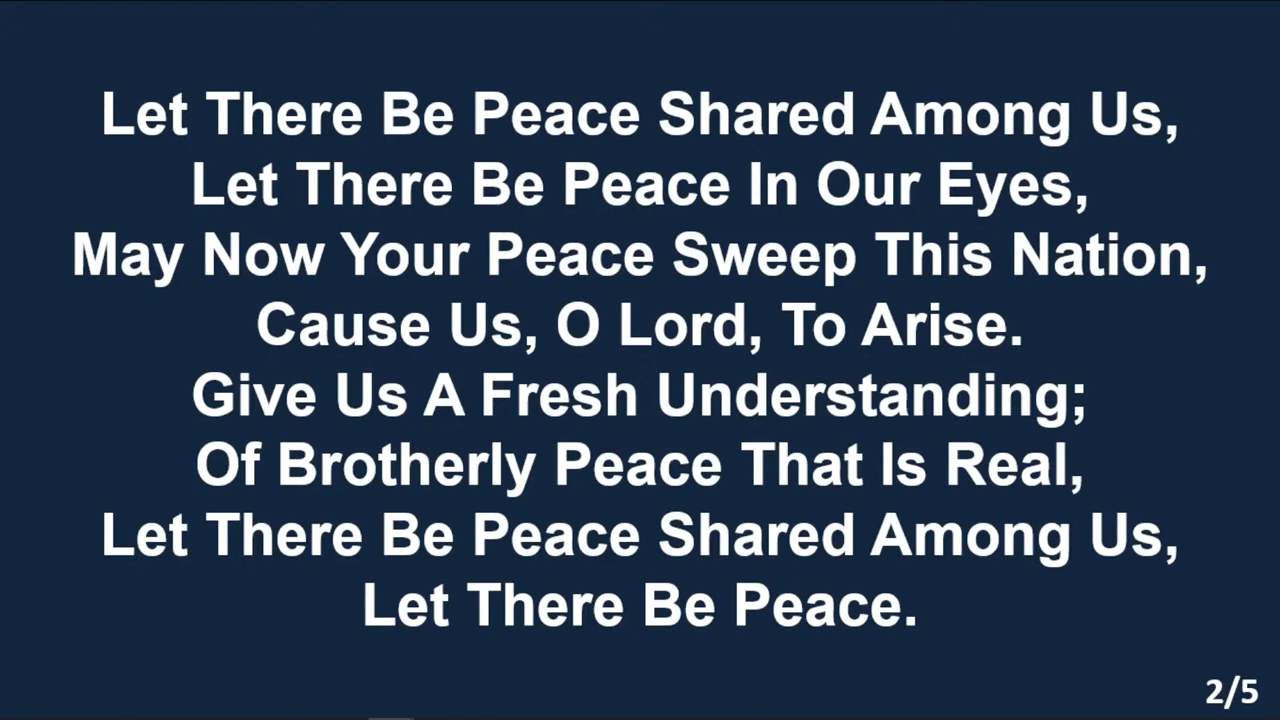 Let There Be Peace Shared Among Us,
Let There Be Peace In Our Eyes,
May Now Your Peace Sweep This Nation,
Cause Us, O Lord, To Arise.
Give Us A Fresh Understanding;
Of Brotherly Peace That Is Real,
Let There Be Peace Shared Among Us,
Let There Be Peace.
2/5